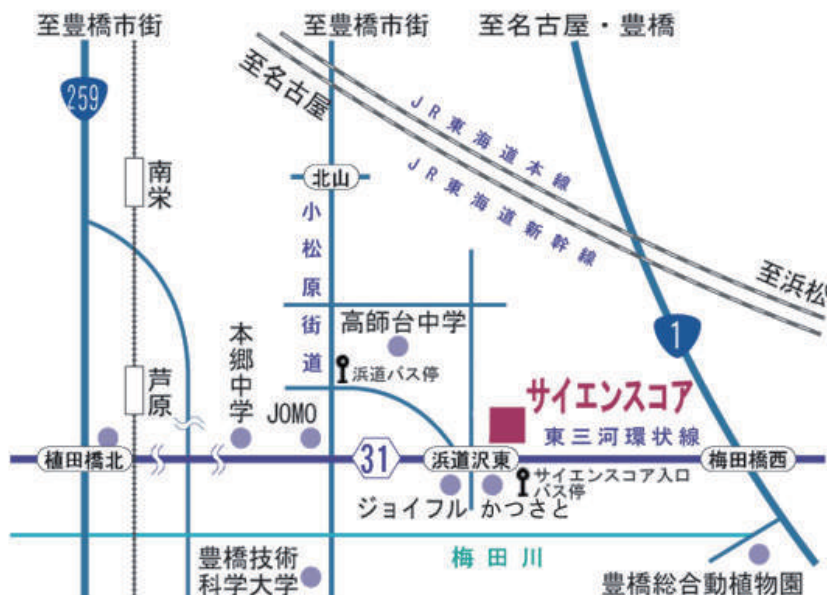 至豊橋市街
至豊橋市街
至名古屋・豊橋
259
至名古屋
JR東海道本線
JR東海道新幹線
南栄
北山
小松原街道
至浜松
高師台中学
1
本郷中学
浜道バス停
芦原
サイエンスコア
JOMO
東三河環状線
植田橋北
31
浜道沢東
梅田橋西
サイエンスコア入口
バス停
ジョイフル
かつさと
梅田川
豊橋技術
科学大学
豊橋総合動植物園